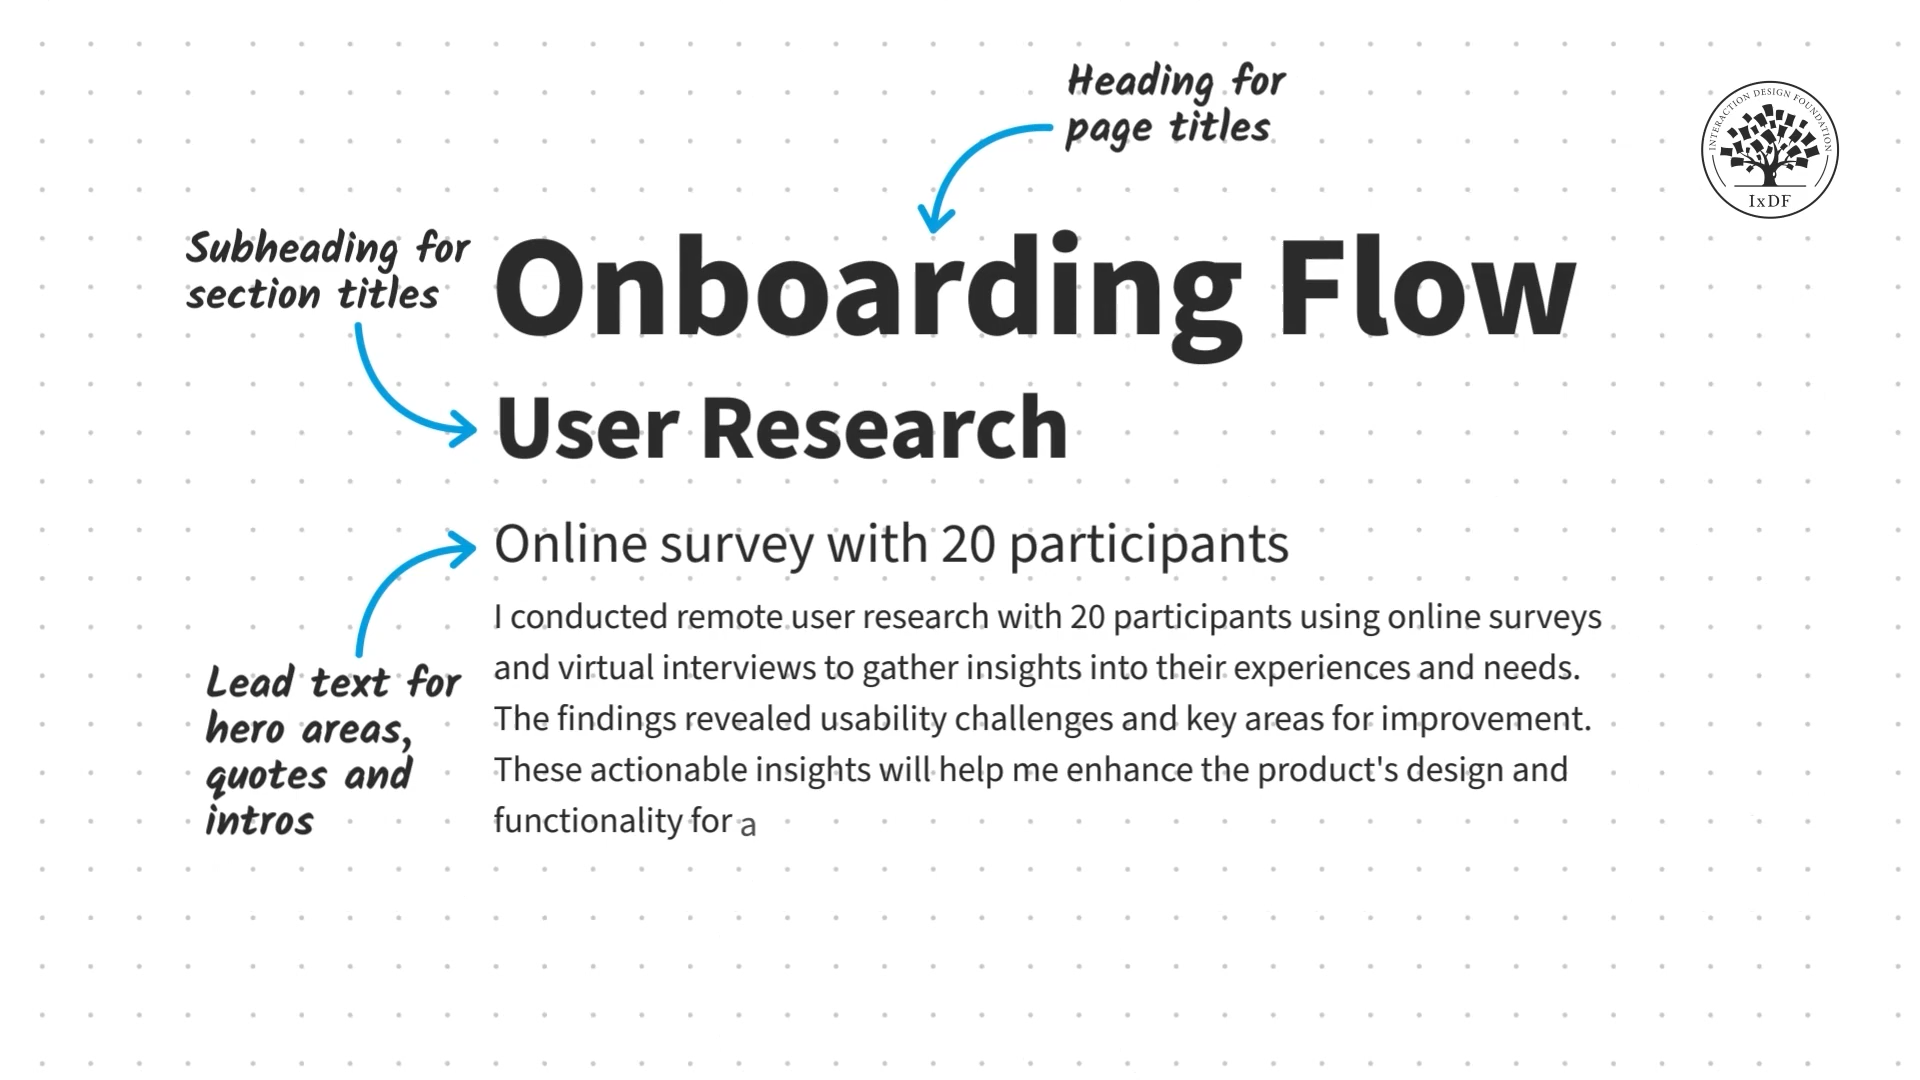 Heading for
page titles
INTERACTION DESIGN FOUNDATION
IxDF
Subheading for
section titles
Onboarding Flow
User Research
Online survey with 20 participants
I conducted remote user research with 20 participants using online surveys
and virtual interviews to gather insights into their experiences and needs.
The findings revealed usability challenges and key areas for improvement.
These actionable insights will help me enhance the product's design and
functionality for a
Lead text for
hero areas,
quotes and
intros